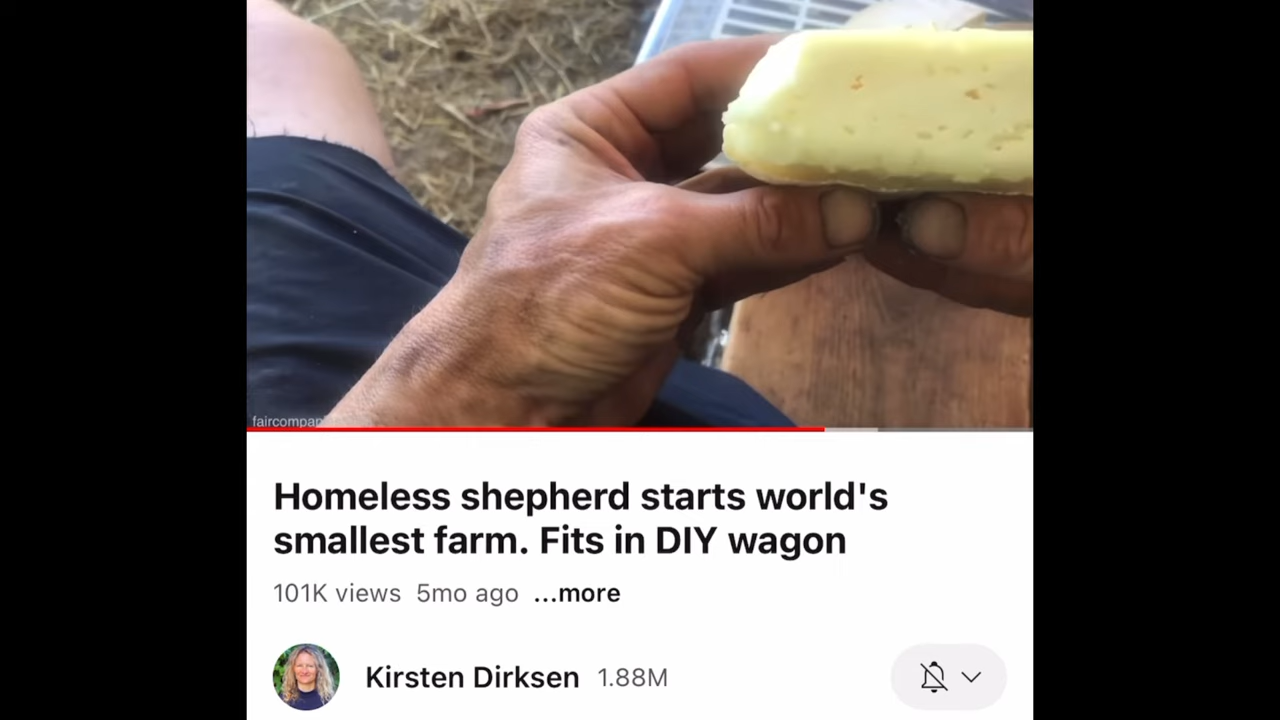 faircompan
Homeless shepherd starts world's
smallest farm. Fits in DIY wagon
101K views 5mo ago ...more
Kirsten Dirksen 1.88M